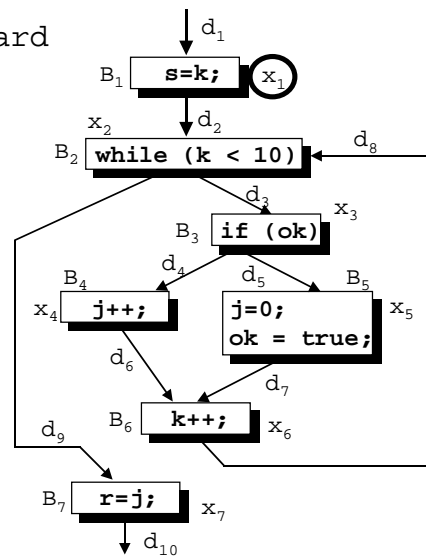 ard
d1
B1 s=k; x1
x2 d2
d8
B2 while (k < 10)
d3
x3
B3 if (ok)
d4
B4 d5 B5
x4 j++; j=0; x5
ok = true;
d6
d7
B6 k++; x6
d9
B7 r=j; x7
d10